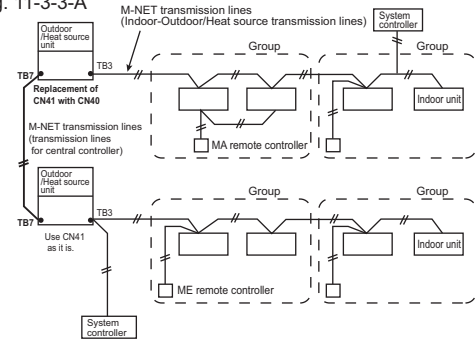 g. 11-3-3-A
Outdoor
/Heat source
unit
M-NET transmission lines
(Indoor-Outdoor/Heat source transmission lines)
System
controller
TB7
TB3
Group
Group
Replacement of
CN41 with CN40
Indoor unit
M-NET transmission lines
(transmission lines
for central controller)
MA remote controller
Outdoor
/Heat source
unit
TB7
TB3
Group
Group
Use CN41
as it is.
Indoor unit
ME remote controller
System
controller